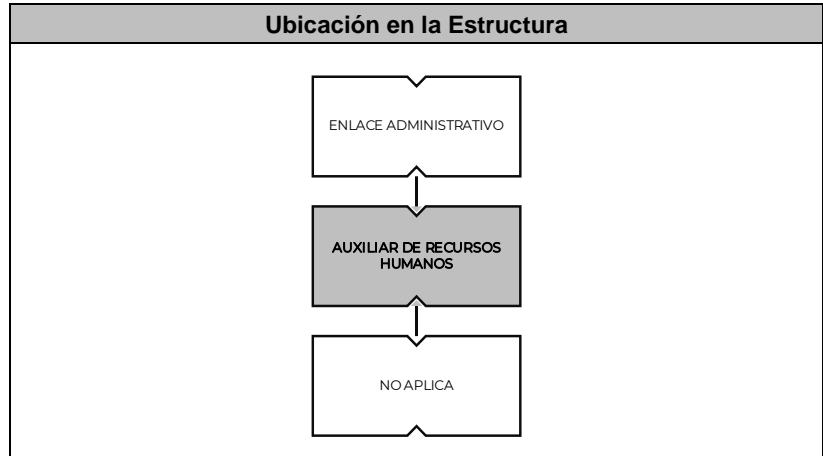 Ubicación en la Estructura
ENLACE ADMINISTRATIVO
AUXILIAR DE RECURSOS
HUMANOS
NO APLICA